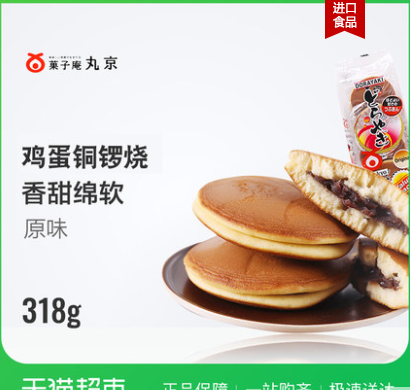 进口
食品
菓子庵 丸京
DORAYAKI
どらやき
鸡蛋铜锣烧
香甜绵软
原味
318g
天猫超市 正品保障 一站购齐 极速送达